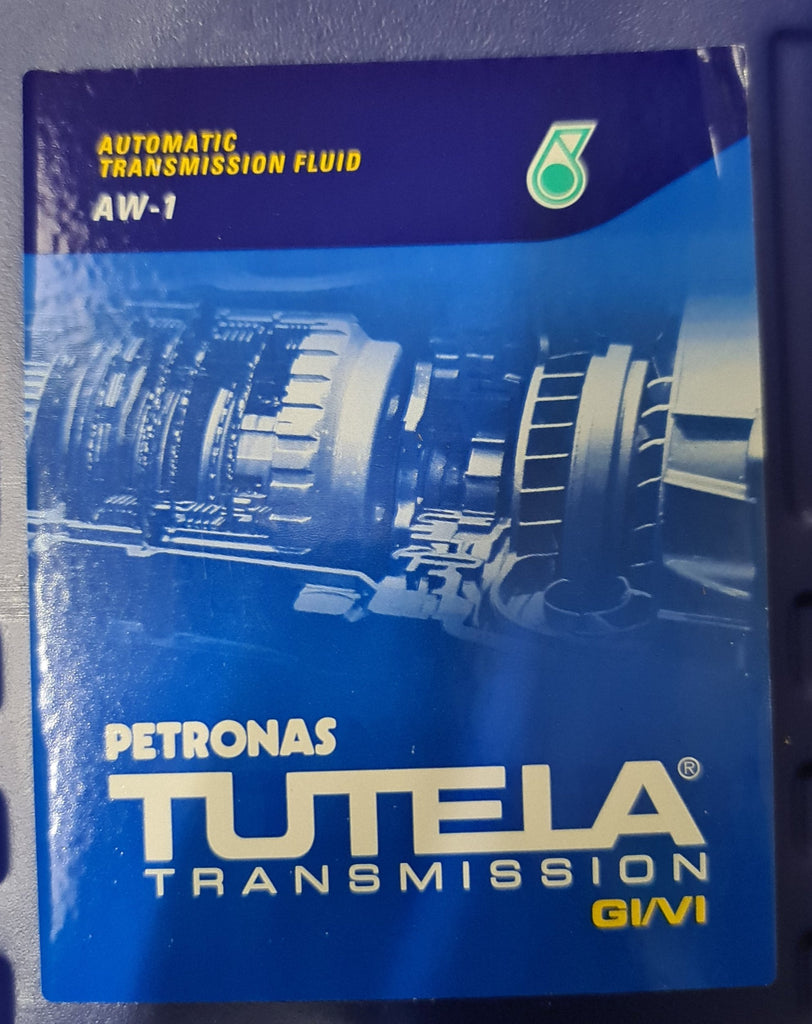 AUTOMATIC
TRANSMISSION FLUID
AW-1
PETRONAS
TUTELA®
TRANSMISSION
GI/VI